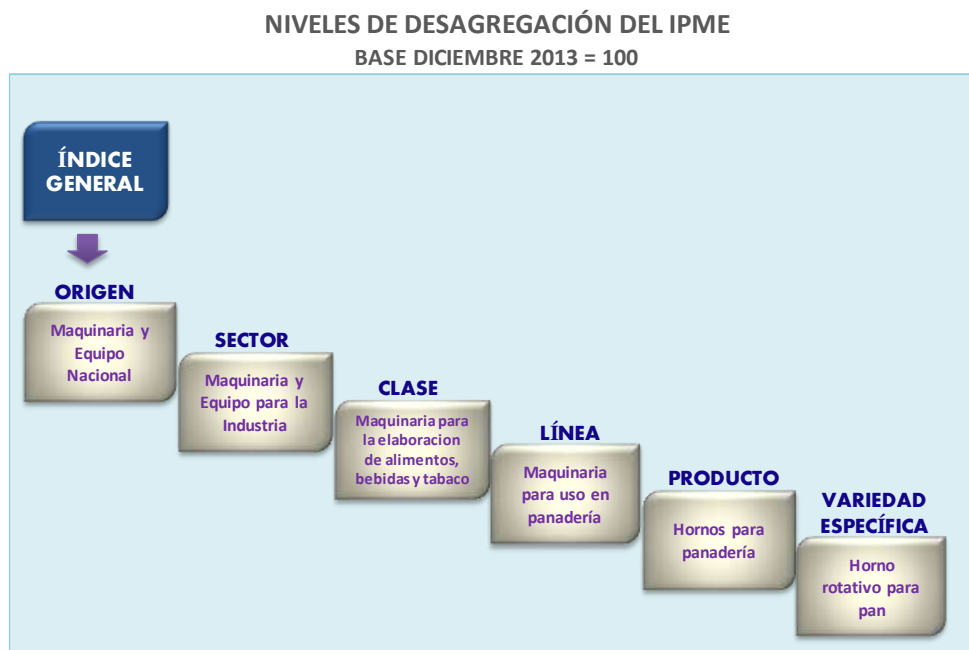 NIVELES DE DESAGREGACIÓN DEL IPME
BASE DICIEMBRE 2013 = 100
ÍNDICE
GENERAL
ORIGEN
Maquinaria y
Equipo
Nacional
SECTOR
Maquinaria y
Equipo para la
Industria
CLASE
Maquinaria para
la elaboracion
de alimentos,
bebidas y tabaco
LÍNEA
Maquinaria
para uso en
panadería
PRODUCTO
Hornos para
panadería
VARIEDAD
ESPECÍFICA
Horno
rotativo para
pan